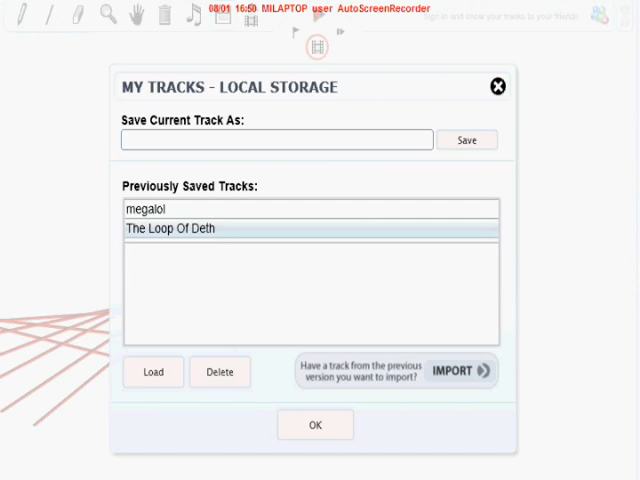 08/01 16:50 MILAPTOP user AutoScreenRecorder
Sign in and show your tracks to your friends
MY TRACKS - LOCAL STORAGE
Save Current Track As:
Save
Previously Saved Tracks:
megalol
The Loop Of Deth
Load
Delete
Have a track from the previous
version you want to import?
IMPORT
OK